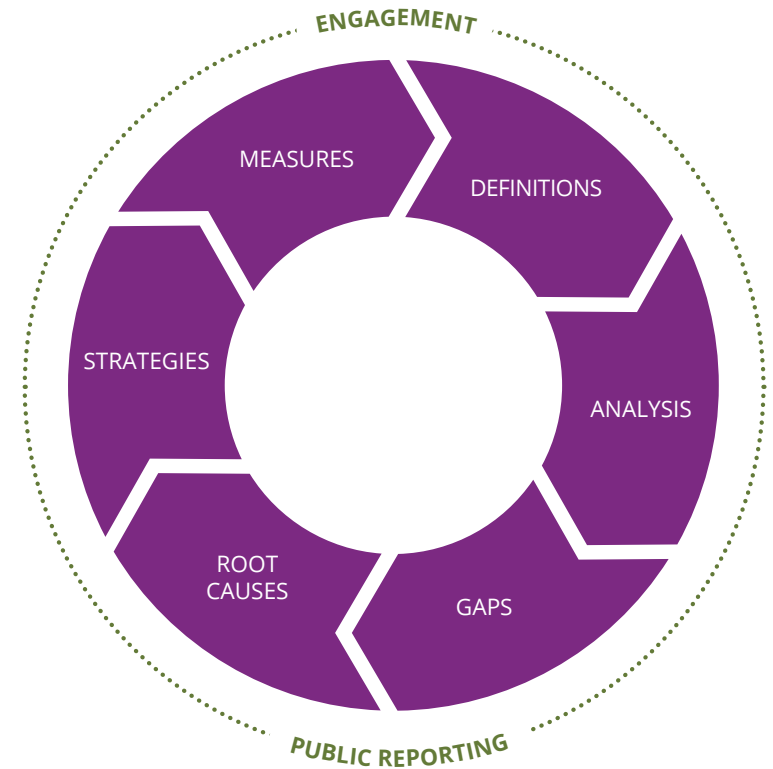 ENGAGEMENT
MEASURES
DEFINITIONS
STRATEGIES
ANALYSIS
ROOT
CAUSES
GAPS
PUBLIC REPORTING